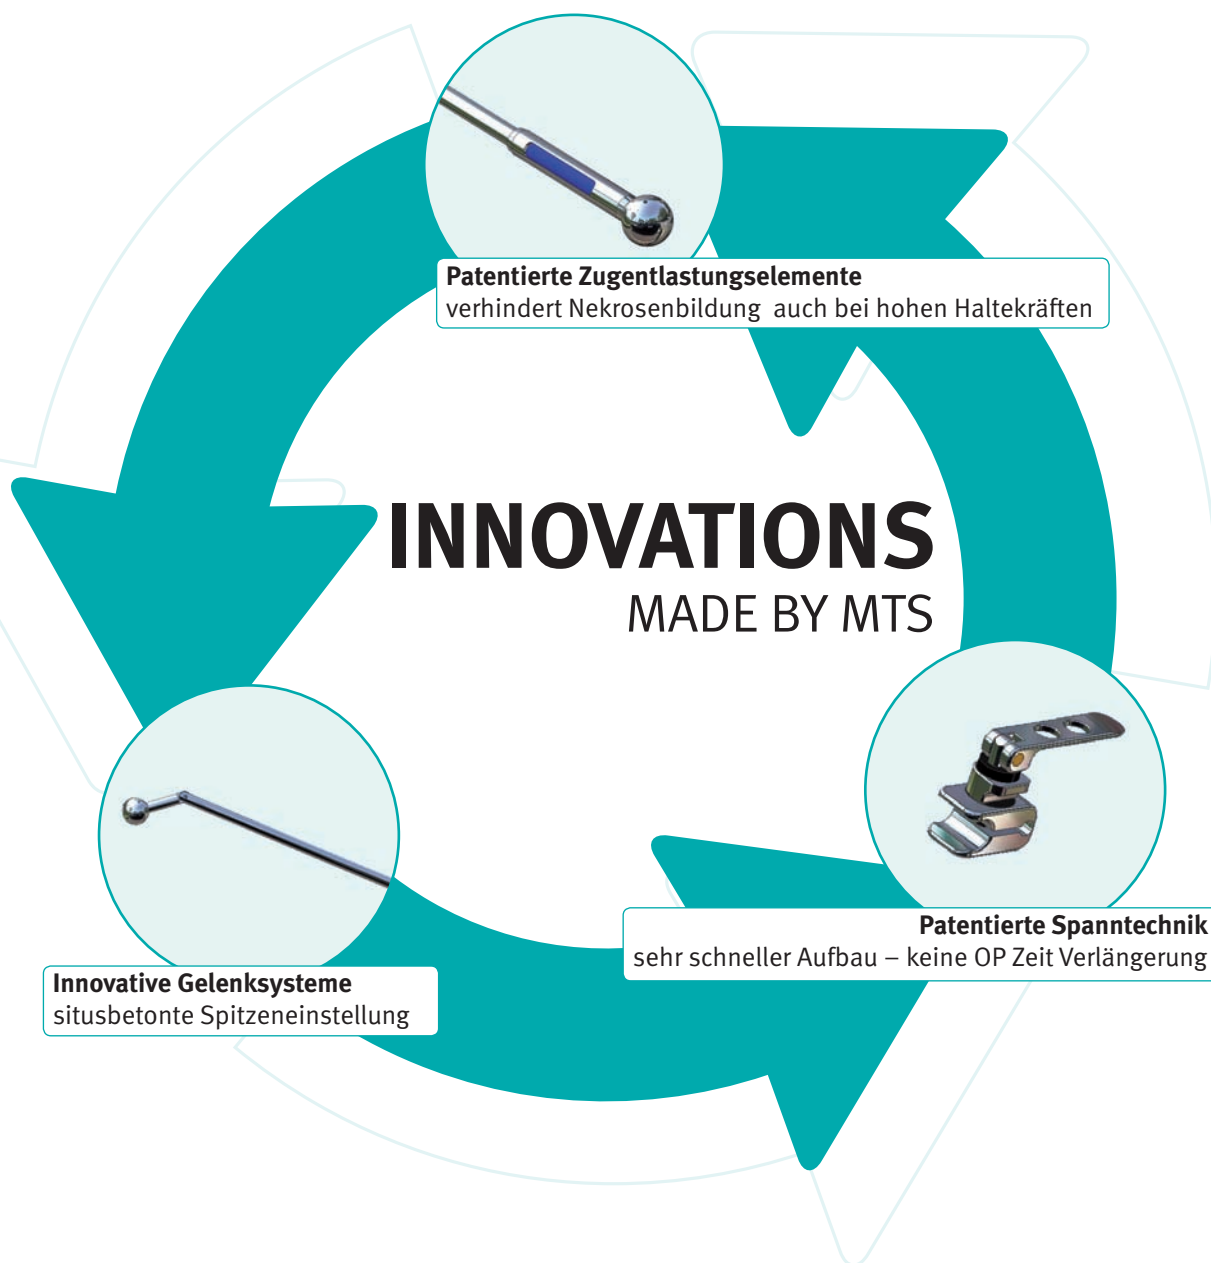 Patentierte Zugentlastungselemente
verhindert Nekrosenbildung auch bei hohen Haltekräften
INNOVATIONS
MADE BY MTS
Patentierte Spanntechnik
sehr schneller Aufbau – keine OP Zeit Verlängerung
Innovative Gelenksysteme
situsbetonte Spitzeneinstellung